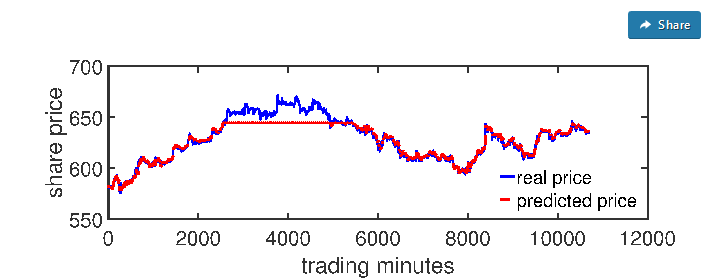 Share
700
650
600
550
share price
real price
predicted price
0 2000 4000 6000 8000 10000 12000
trading minutes